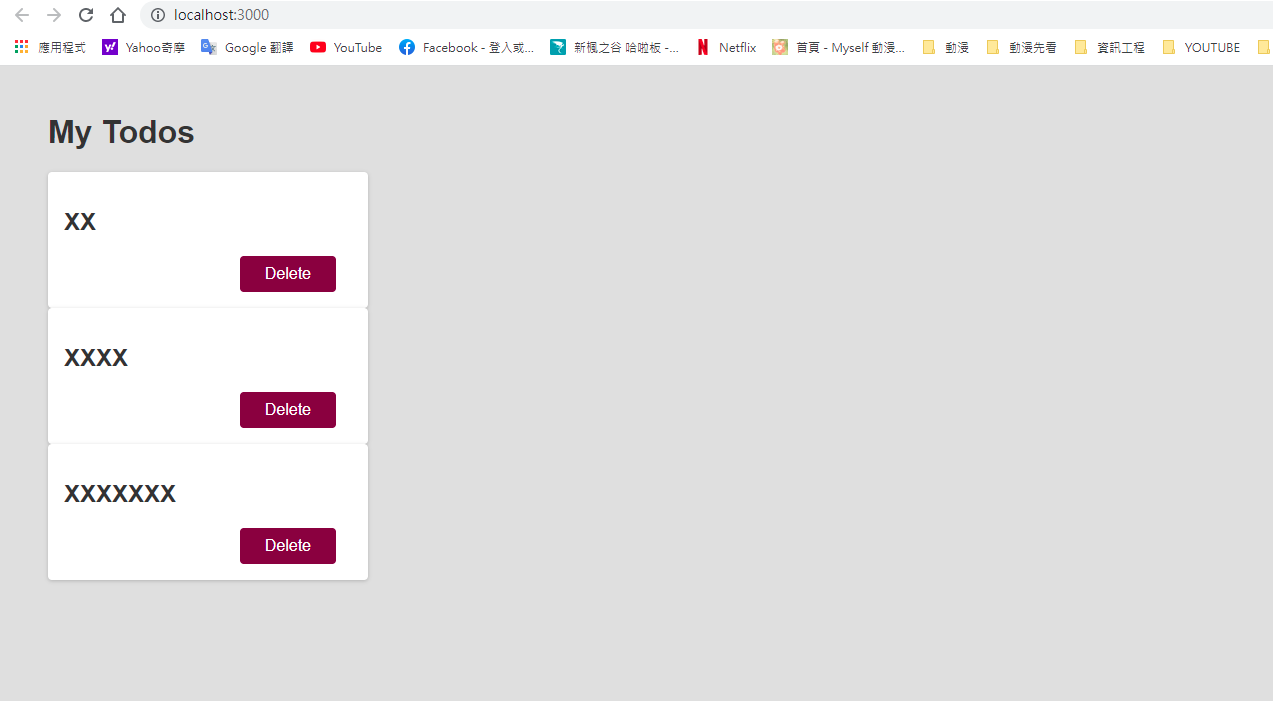 localhost:3000
應用程式 Yahoo奇摩 Google 翻譯 YouTube Facebook - 登入或... 新楓之谷 哈啦板 -... Netflix 首頁 - Myself 動漫... 動漫 動漫先看 資訊工程 YOUTUBE
My Todos
XX
Delete
XXXX
Delete
XXXXXXX
Delete